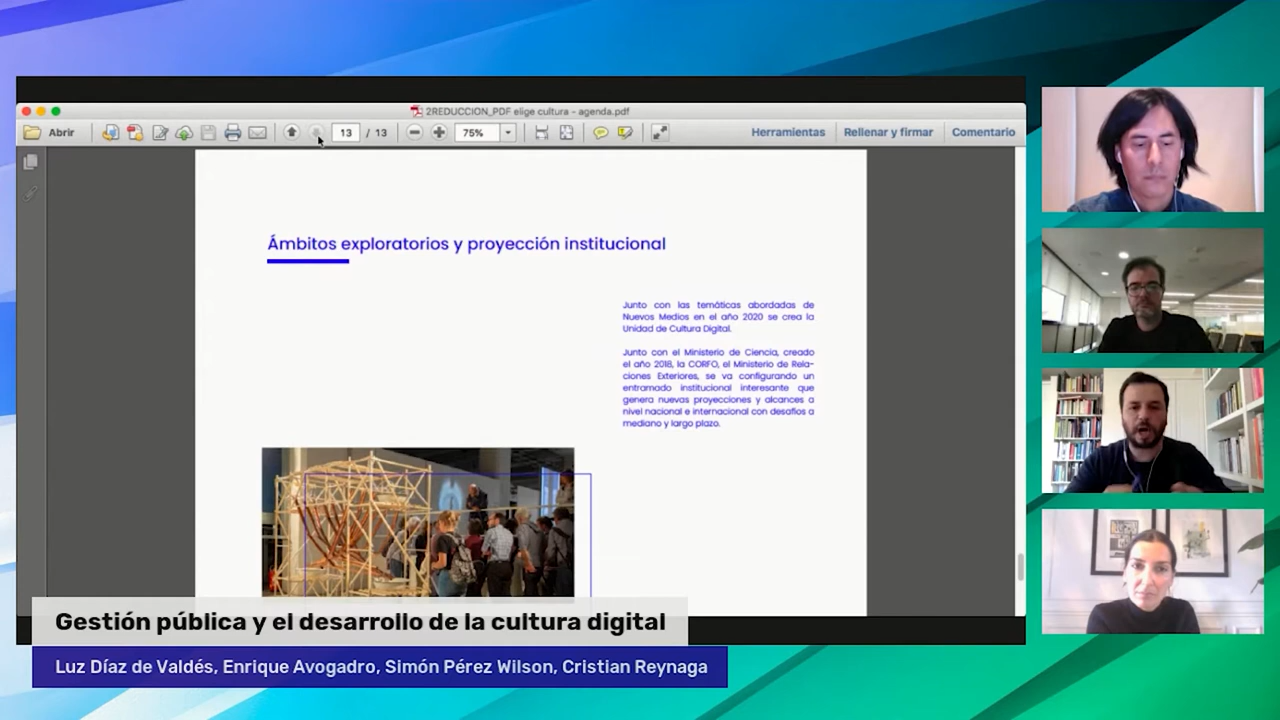 2REDUCCION_PDF elige cultura - agenda.pdf
Abrir
13 / 13
75%
Herramientas
Rellenar y firmar
Comentario
Ámbitos exploratorios y proyección institucional
Junto con las temáticas abordadas de
Nuevos Medios en el año 2020 se crea la
Unidad de Cultura Digital.
Junto con el Ministerio de Ciencia, creado
el año 2018, la CORFO, el Ministerio de Rela-
ciones Exteriores, se va configurando un
entramado institucional interesante que
genera nuevas proyecciones y alcances a
nivel nacional e internacional con desafíos a
mediano y largo plazo.
Gestión pública y el desarrollo de la cultura digital
Luz Díaz de Valdés, Enrique Avogadro, Simón Pérez Wilson, Cristian Reynaga